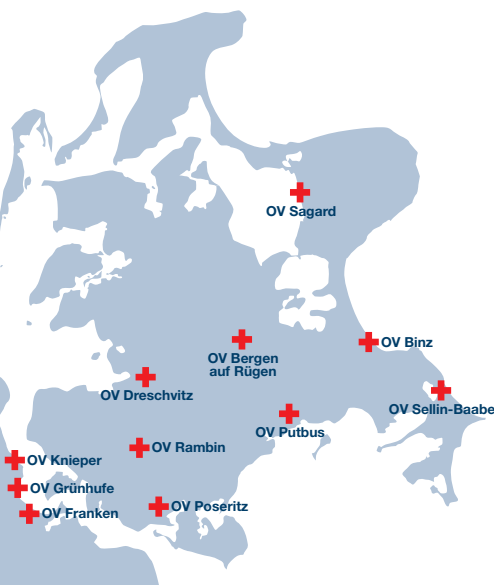 OV Sagard
OV Binz
OV Bergen
auf Rügen
OV Dreschvitz
OV Sellin-Baabe
OV Putbus
OV Rambin
OV Knieper
OV Grünhufe
OV Poseritz
OV Franken